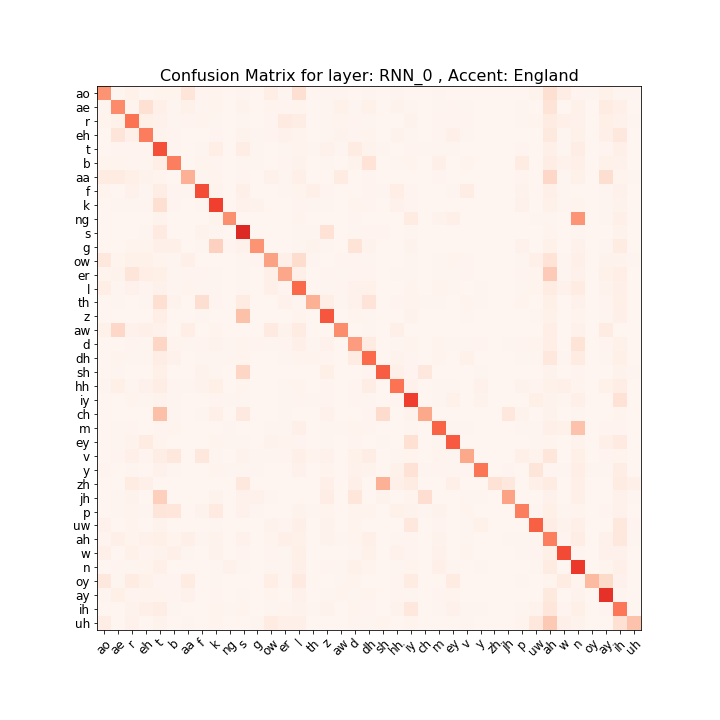 Confusion Matrix for layer: RNN_0 , Accent: England
ao
ae
r
eh
t
b
aa
f
k
ng
s
g
ow
er
l
th
z
aw
d
dh
sh
hh
iy
ch
m
ey
v
y
zh
jh
p
uw
ah
w
n
oy
ay
ih
uh
ao ae r eh t b aa f k ng s g ow er l th z aw d dh sh hh iy ch m ey v y zh jh p uw ah w n oy ay ih uh